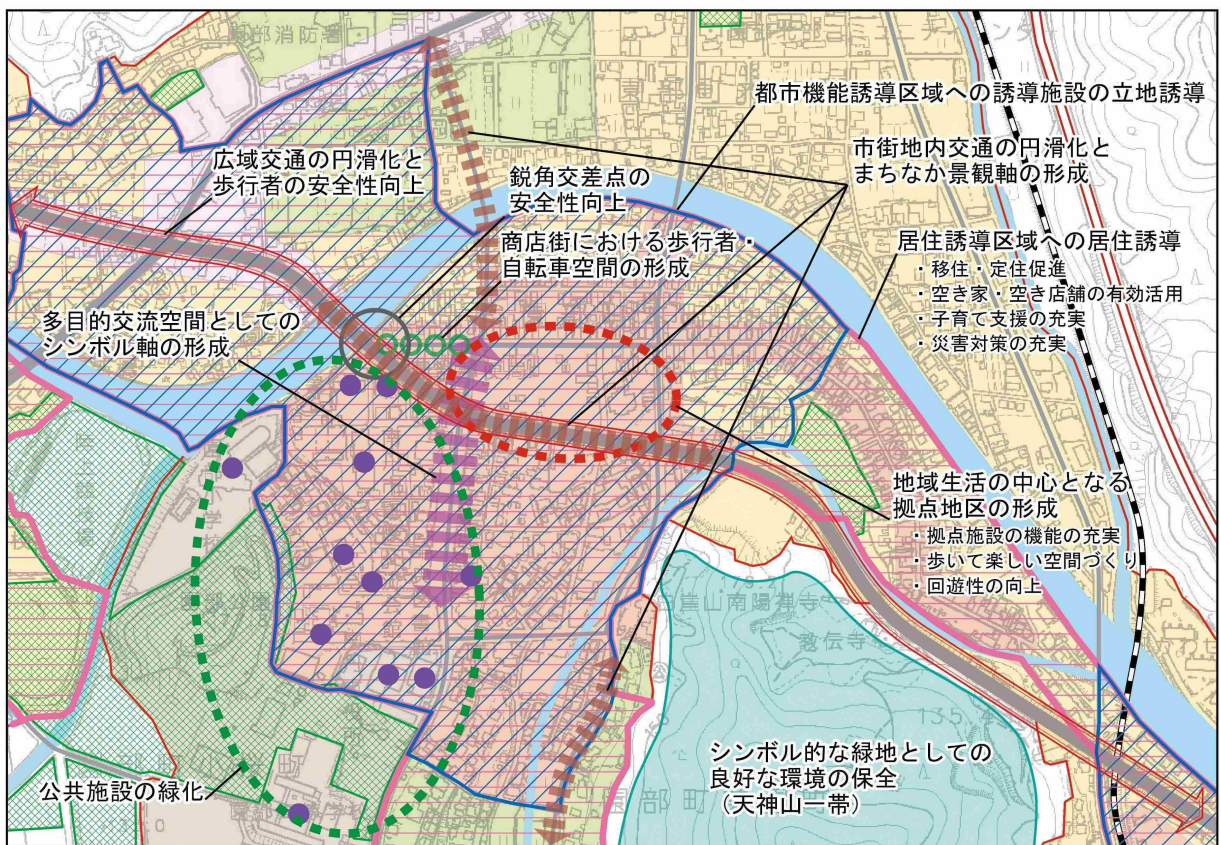 東部消防署
都市機能誘導区域への誘導施設の立地誘導
広域交通の円滑化と
歩行者の安全性向上
鋭角交差点の
安全性向上
市街地内交通の円滑化と
まちなか景観軸の形成
商店街における歩行者・
自転車空間の形成
居住誘導区域への居住誘導
・移住・定住促進
・空き家・空き店舗の有効活用
・子育て支援の充実
・災害対策の充実
多目的交流空間としての
シンボル軸の形成
地域生活の中心となる
拠点地区の形成
・拠点施設の機能の充実
・歩いて楽しい空間づくり
・回遊性の向上
教伝寺
シンボル的な緑地としての
良好な環境の保全
(天神山一帯)
公共施設の緑化
園部町